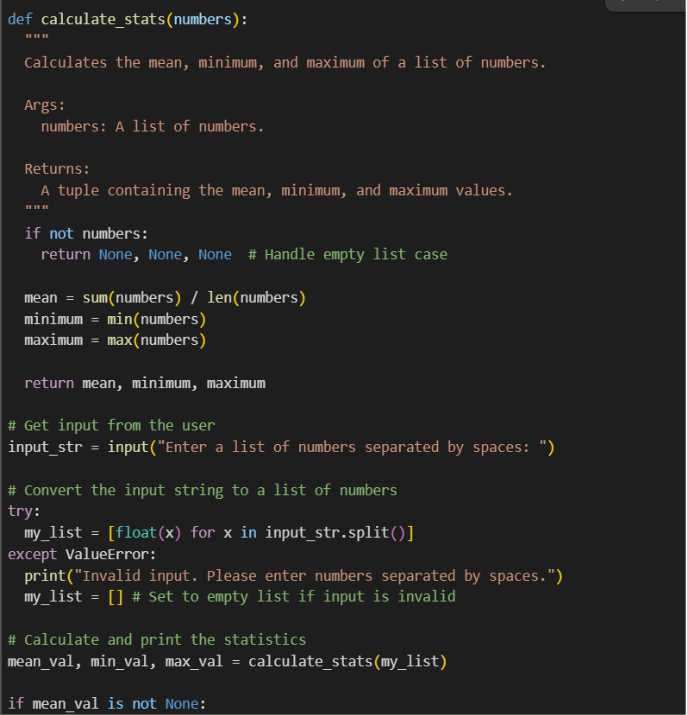 def calculate_stats(numbers):
  """
  Calculates the mean, minimum, and maximum of a list of numbers.

  Args:
    numbers: A list of numbers.

  Returns:
    A tuple containing the mean, minimum, and maximum values.
  """
  if not numbers:
    return None, None, None  # Handle empty list case

  mean = sum(numbers) / len(numbers)
  minimum = min(numbers)
  maximum = max(numbers)

  return mean, minimum, maximum

# Get input from the user
input_str = input("Enter a list of numbers separated by spaces: ")

# Convert the input string to a list of numbers
try:
  my_list = [float(x) for x in input_str.split()]
except ValueError:
  print("Invalid input. Please enter numbers separated by spaces.")
  my_list = [] # Set to empty list if input is invalid

# Calculate and print the statistics
mean_val, min_val, max_val = calculate_stats(my_list)

if mean_val is not None: